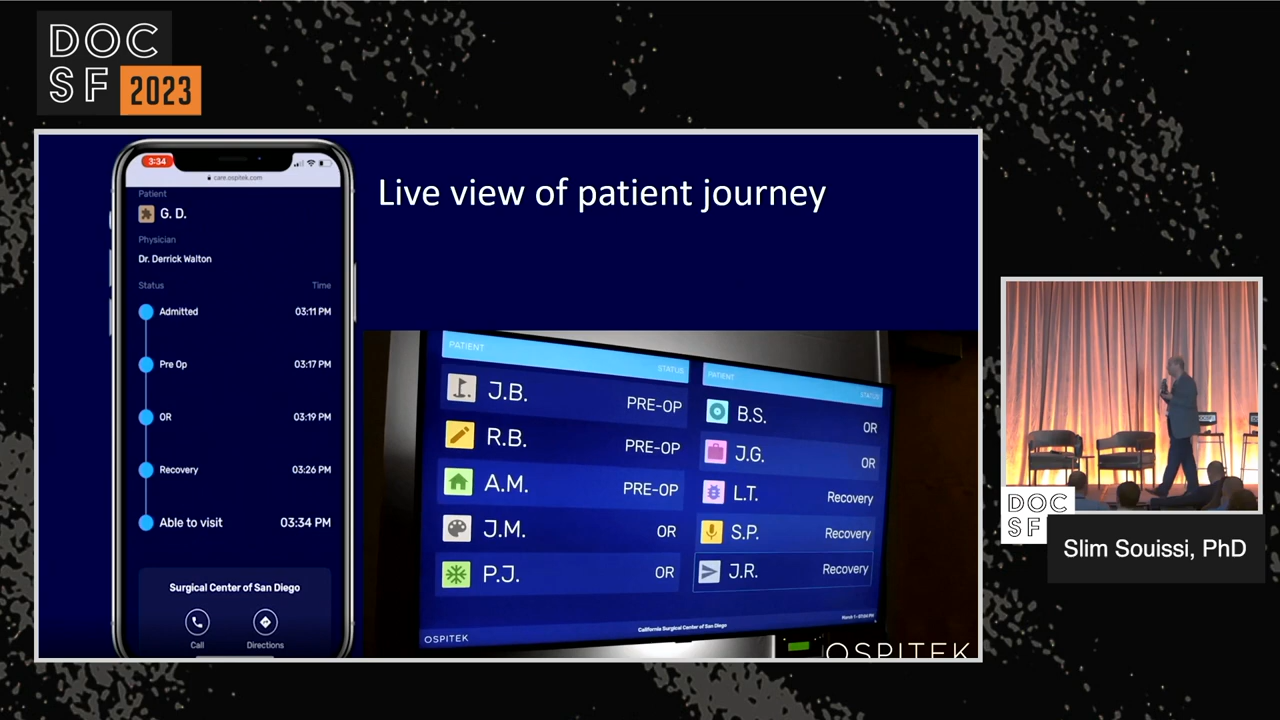 DOC
SF 2023
3:34
care.ospitek.com
Patient
G. D.
Physician
Dr. Derrick Walton
Status Time
Admitted 03:11 PM
Pre Op 03:17 PM
OR 03:19 PM
Recovery 03:26 PM
Able to visit 03:34 PM
Surgical Center of San Diego
Call Directions
Live view of patient journey
PATIENT STATUS
J.B. PRE-OP
R.B. PRE-OP
A.M. PRE-OP
J.M. OR
P.J. OR
PATIENT STATUS
B.S. OR
J.G. OR
L.T. Recovery
S.P. Recovery
J.R. Recovery
OSPITEK
California Surgical Center of San Diego
OSPITEK
DOC
SF
Slim Souissi, PhD